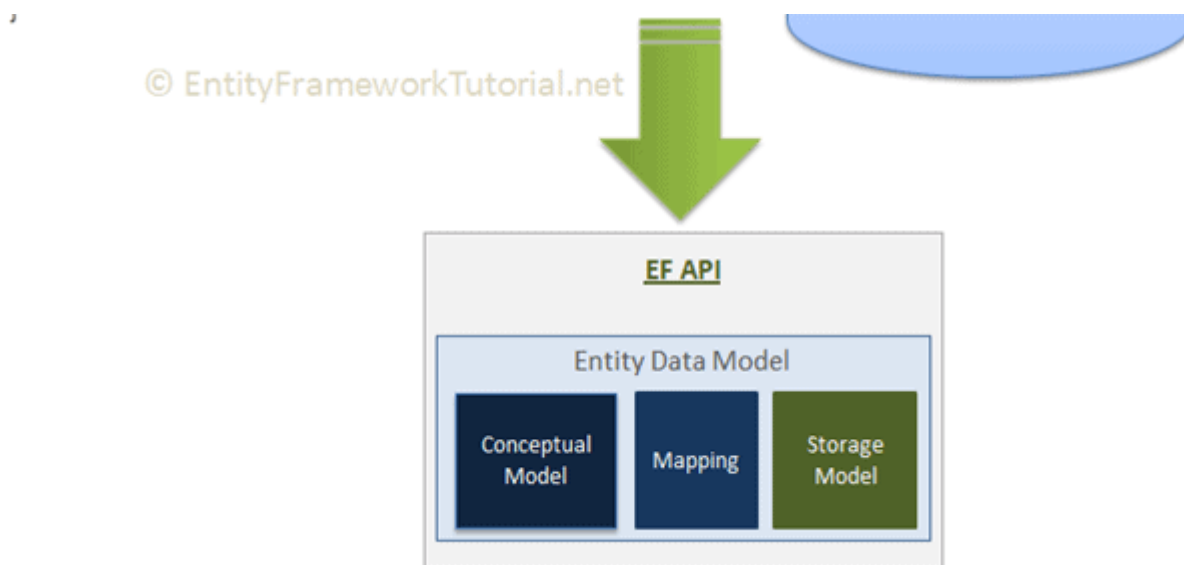 © EntityFrameworkTutorial.net
EF API
Entity Data Model
Conceptual
Model
Mapping
Storage
Model